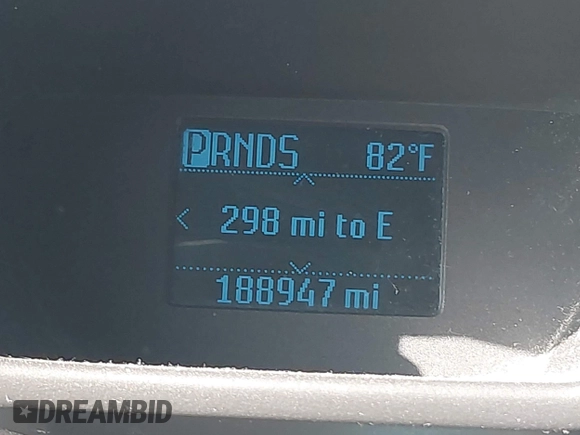 PRNDS 82°F
298 mi to E
188947 mi
DREAMBID